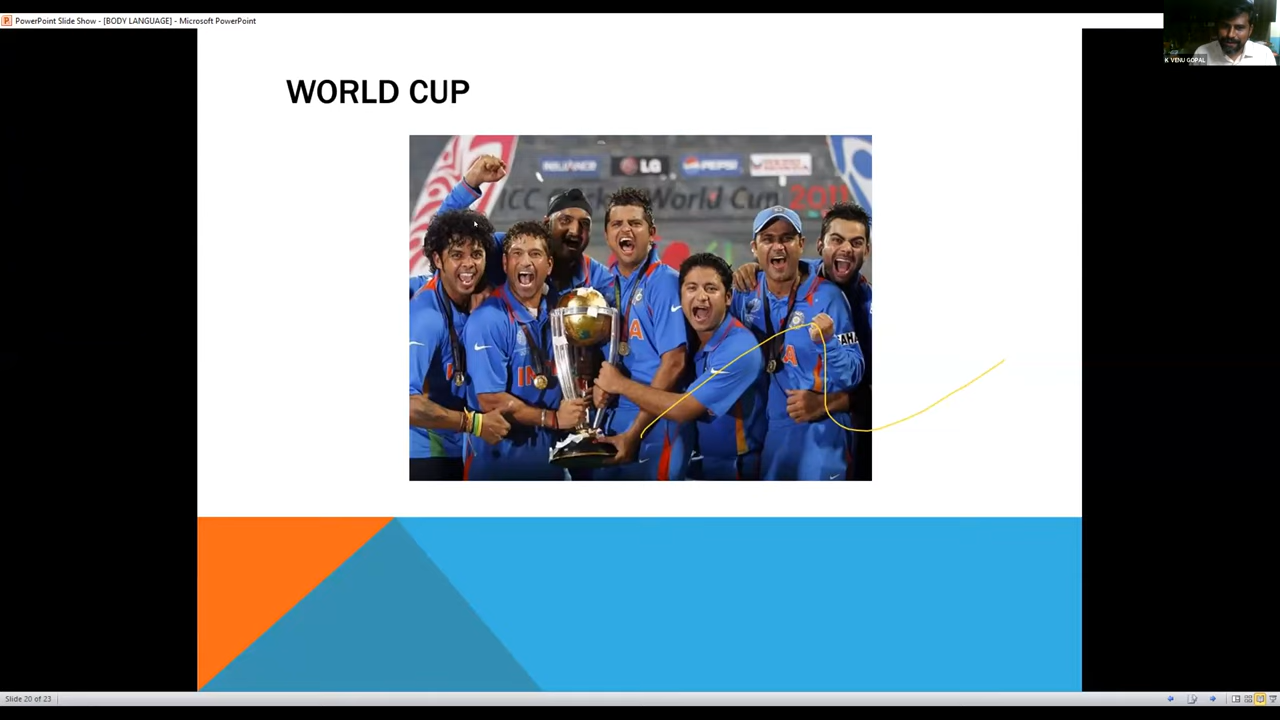 PowerPoint Slide Show - [BODY LANGUAGE] - Microsoft PowerPoint
K VENU GOPAL
WORLD CUP
RELIANCE LG PEPSI
ICC Cricket World Cup 2011
Slide 20 of 23